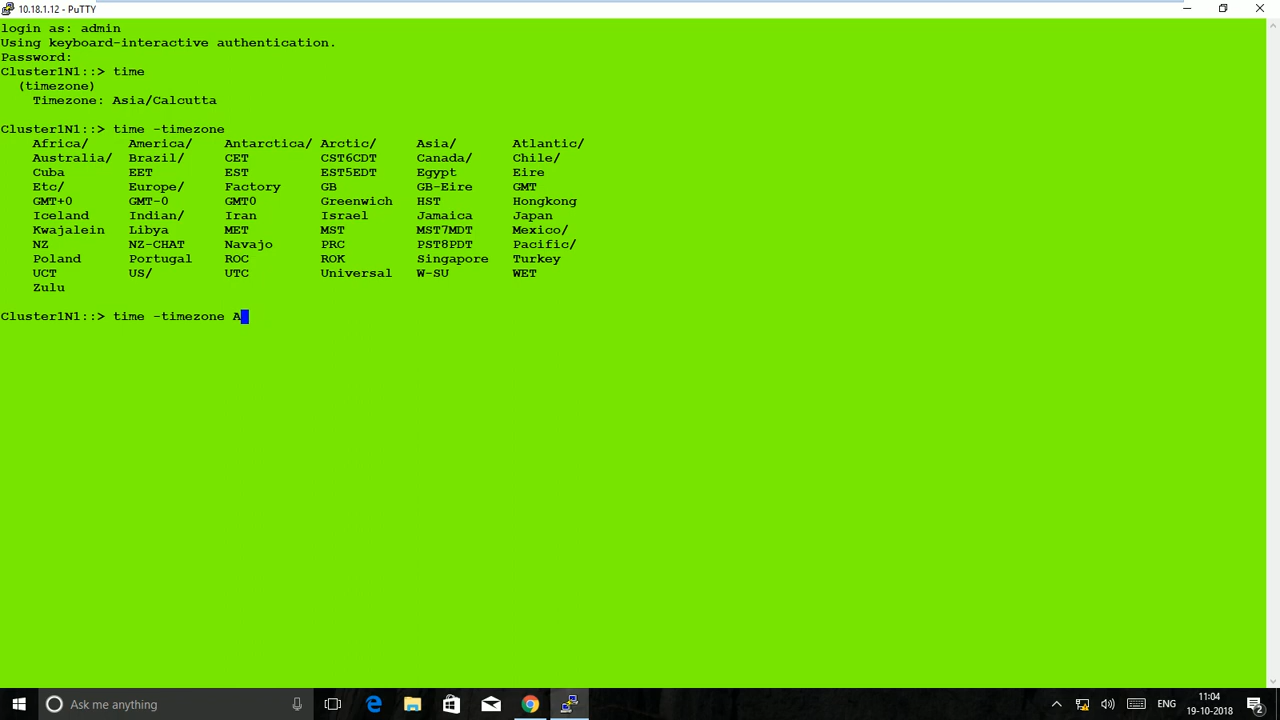 10.18.1.12 - PuTTY
login as: admin
Using keyboard-interactive authentication.
Password:
Cluster1N1::> time
(timezone)
Timezone: Asia/Calcutta
Cluster1N1::> time -timezone
Africa/ America/ Antarctica/ Arctic/ Asia/ Atlantic/
Australia/ Brazil/ CET CST6CDT Canada/ Chile/
Cuba EET EST EST5EDT Egypt Eire
Etc/ Europe/ Factory GB GB-Eire GMT
GMT+0 GMT-0 GMT0 Greenwich HST Hongkong
Iceland Indian/ Iran Israel Jamaica Japan
Kwajalein Libya MET MST MST7MDT Mexico/
NZ NZ-CHAT Navajo PRC PST8PDT Pacific/
Poland Portugal ROC ROK Singapore Turkey
UCT US/ UTC Universal W-SU WET
Zulu
Cluster1N1::> time -timezone A
Ask me anything
ENG
11:04
19-10-2018
2